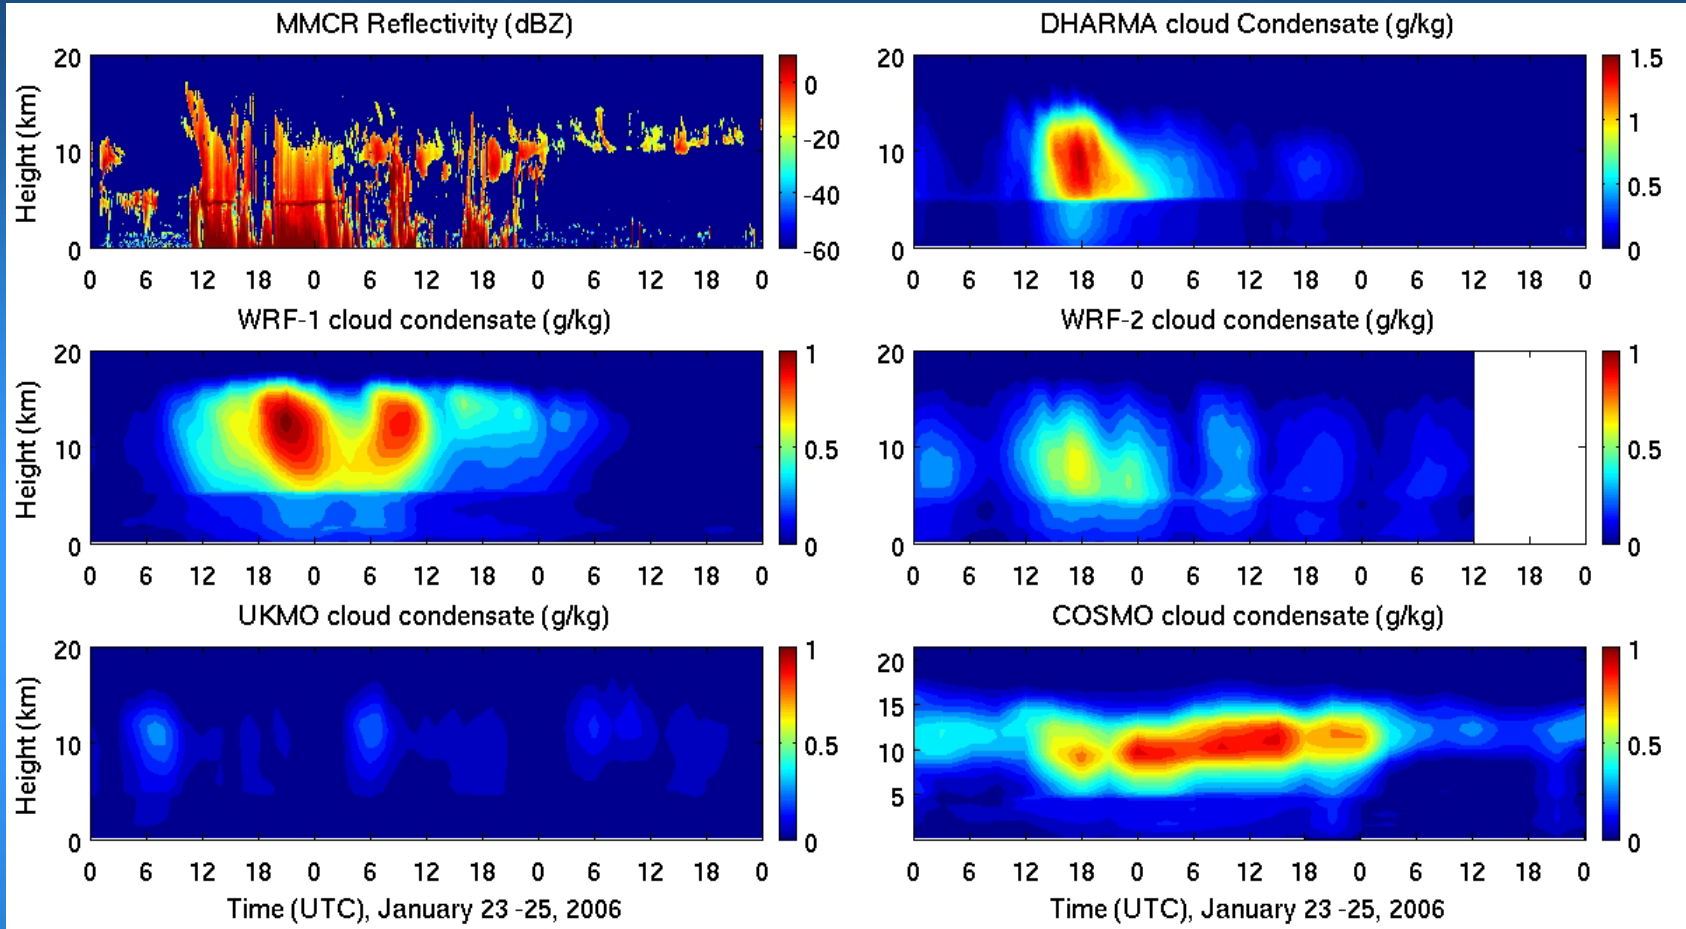 MMCR Reflectivity (dBZ)
20
10
0
Height (km)
0 6 12 18 0 6 12 18 0 6 12 18 0
0
-20
-40
-60
DHARMA cloud Condensate (g/kg)
20
10
0
0 6 12 18 0 6 12 18 0 6 12 18 0
1.5
1
0.5
0
WRF-1 cloud condensate (g/kg)
20
10
0
Height (km)
0 6 12 18 0 6 12 18 0 6 12 18 0
1
0.5
0
WRF-2 cloud condensate (g/kg)
20
10
0
0 6 12 18 0 6 12 18 0 6 12 18 0
1
0.5
0
UKMO cloud condensate (g/kg)
20
10
0
Height (km)
0 6 12 18 0 6 12 18 0 6 12 18 0
Time (UTC), January 23 -25, 2006
1
0.5
0
COSMO cloud condensate (g/kg)
20
15
10
5
0 6 12 18 0 6 12 18 0 6 12 18 0
Time (UTC), January 23 -25, 2006
1
0.5
0